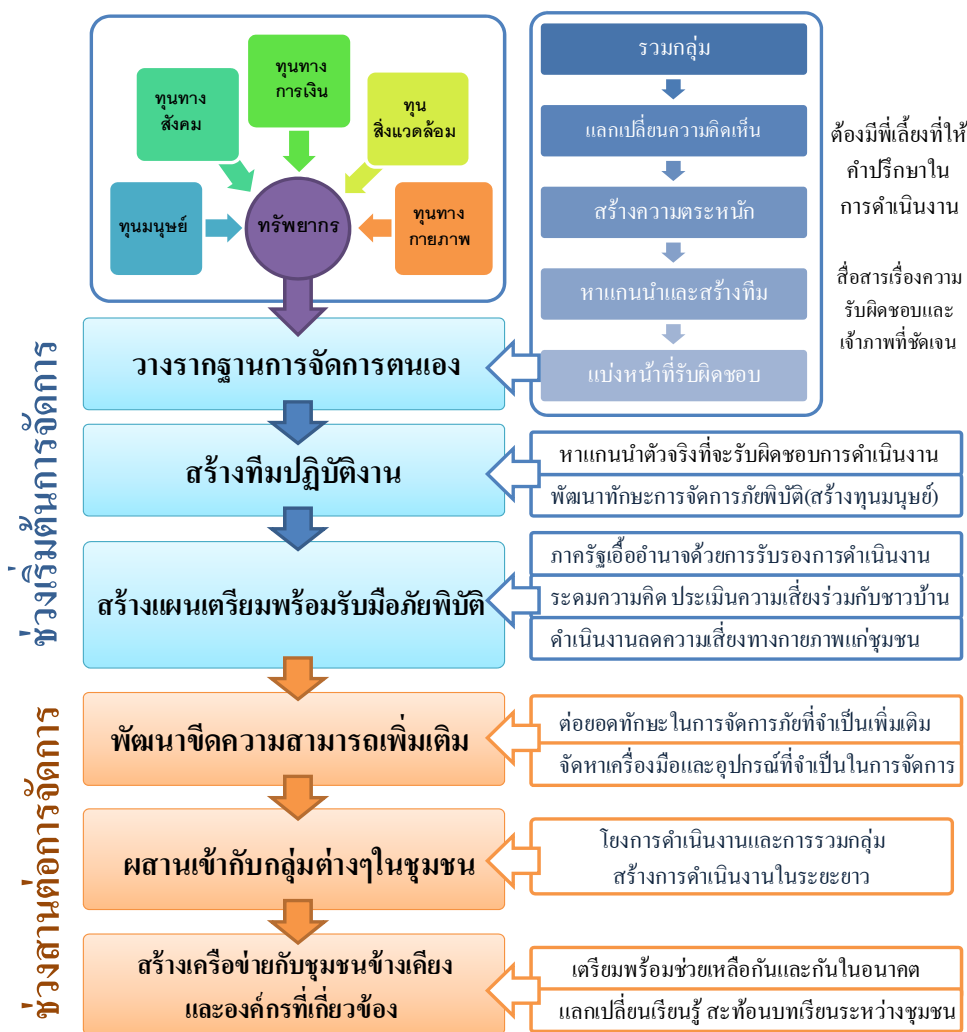 ทุนทาง
สังคม
ทุนทาง
การเงิน
ทุน
สิ่งแวดล้อม
ทุนมนุษย์
ทรัพยากร
ทุนทาง
กายภาพ
รวมกลุ่ม
แลกเปลี่ยนความคิดเห็น
สร้างความตระหนัก
หาแกนนำและสร้างทีม
แบ่งหน้าที่รับผิดชอบ
ต้องมีพี่เลี้ยงที่ให้
คำปรึกษาใน
การดำเนินงาน
สื่อสารเรื่องความ
รับผิดชอบและ
เจ้าภาพที่ชัดเจน
ช่วงเริ่มต้นการจัดการ
วางรากฐานการจัดการตนเอง
สร้างทีมปฏิบัติงาน
หาแกนนำตัวจริงที่จะรับผิดชอบการดำเนินงาน
พัฒนาทักษะการจัดการภัยพิบัติ(สร้างทุนมนุษย์)
สร้างแผนเตรียมพร้อมรับมือภัยพิบัติ
ภาครัฐเอื้ออำนาจด้วยการรับรองการดำเนินงาน
ระดมความคิด ประเมินความเสี่ยงร่วมกับชาวบ้าน
ดำเนินงานลดความเสี่ยงทางกายภาพแก่ชุมชน
ช่วงสานต่อการจัดการ
พัฒนาขีดความสามารถเพิ่มเติม
ต่อยอดทักษะในการจัดการภัยที่จำเป็นเพิ่มเติม
จัดหาเครื่องมือและอุปกรณ์ที่จำเป็นในการจัดการ
ผสานเข้ากับกลุ่มต่างๆในชุมชน
โยงการดำเนินงานและการรวมกลุ่ม
สร้างการดำเนินงานในระยะยาว
สร้างเครือข่ายกับชุมชนข้างเคียง
และองค์กรที่เกี่ยวข้อง
เตรียมพร้อมช่วยเหลือกันและกันในอนาคต
แลกเปลี่ยนเรียนรู้ สะท้อนบทเรียนระหว่างชุมชน